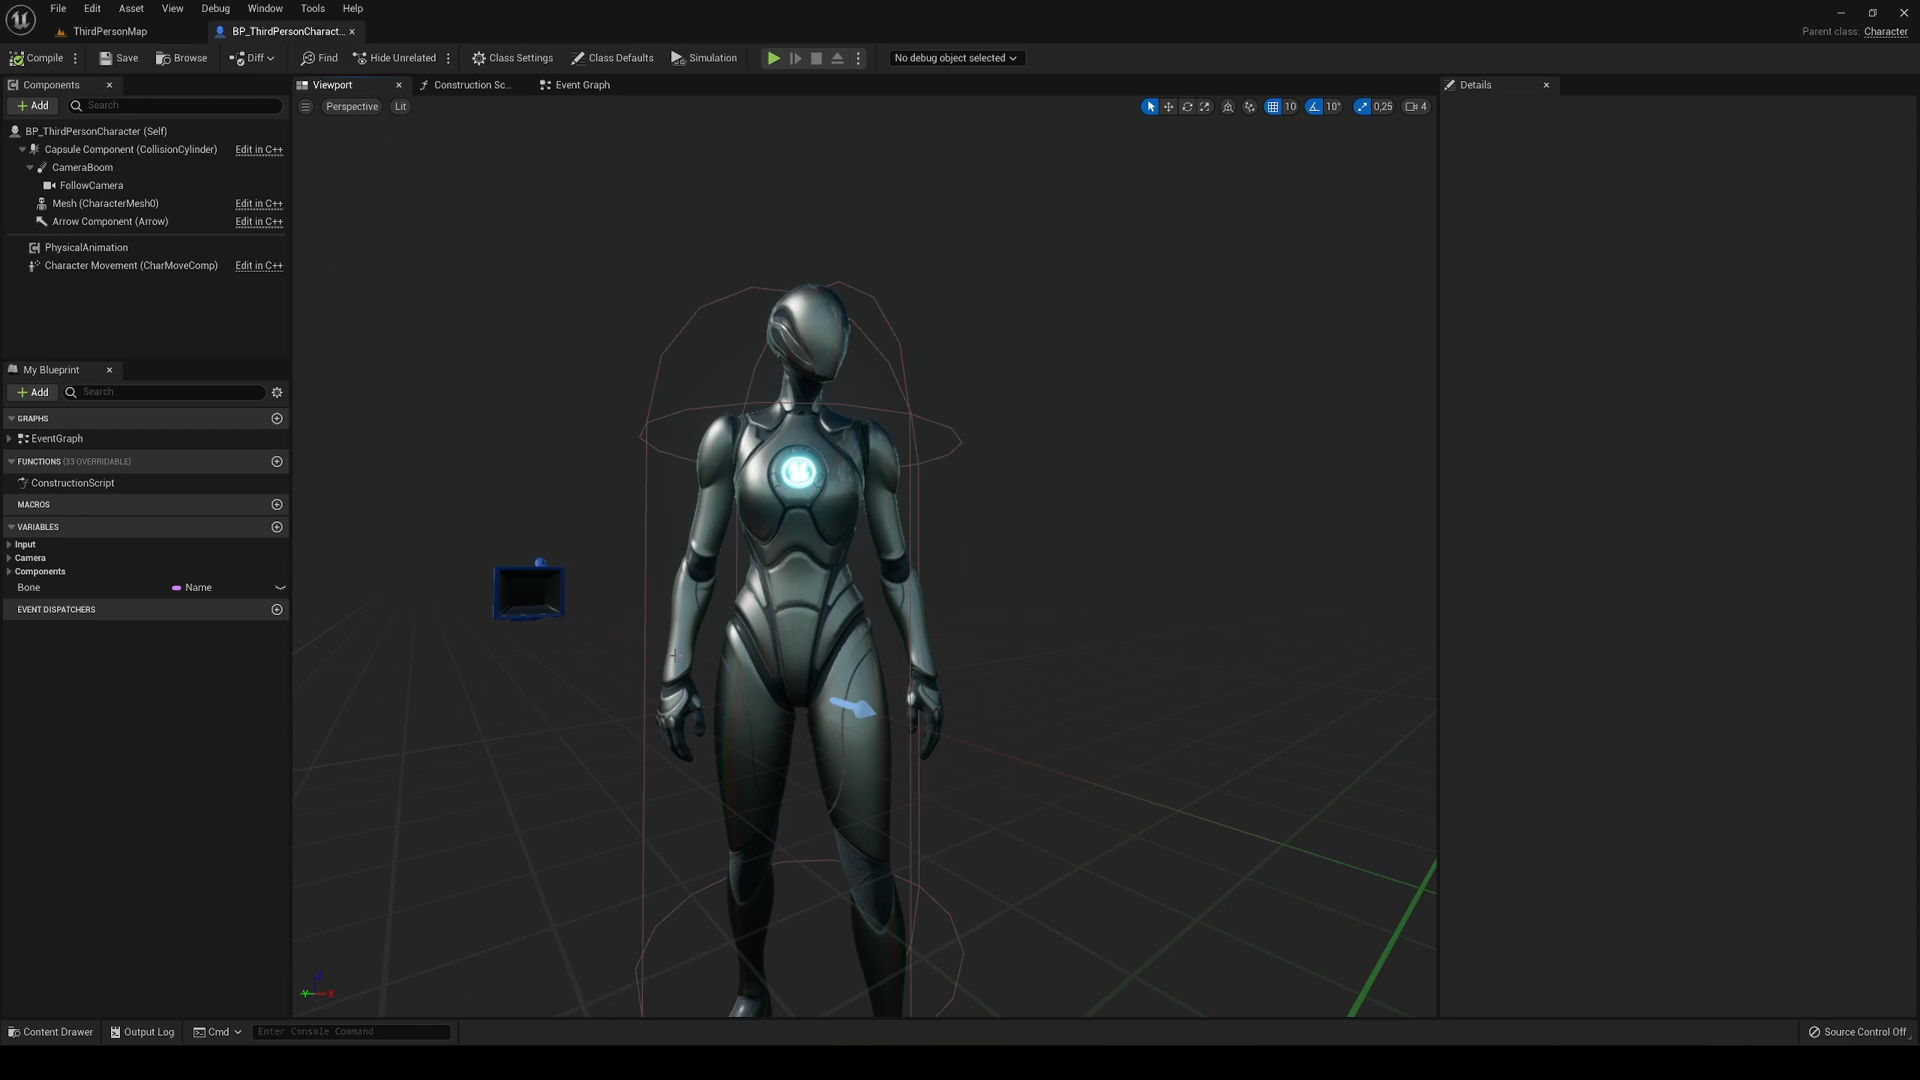 File Edit Asset View Debug Window Tools Help
ThirdPersonMap
BP_ThirdPersonCharact...
Parent class: Character
Compile Save Browse Diff Find Hide Unrelated Class Settings Class Defaults Simulation No debug object selected
Components
Viewport
Construction Sc...
Event Graph
Details
Add Search
Perspective Lit
10 10° 0,25 4
BP_ThirdPersonCharacter (Self)
Capsule Component (CollisionCylinder) Edit in C++
CameraBoom
FollowCamera
Mesh (CharacterMesh0) Edit in C++
Arrow Component (Arrow) Edit in C++
PhysicalAnimation
Character Movement (CharMoveComp) Edit in C++
My Blueprint
Add Search
GRAPHS
EventGraph
FUNCTIONS (33 OVERRIDABLE)
ConstructionScript
MACROS
VARIABLES
Input
Camera
Components
Bone Name
EVENT DISPATCHERS
Z
Y X
Content Drawer Output Log Cmd Enter Console Command Source Control Off